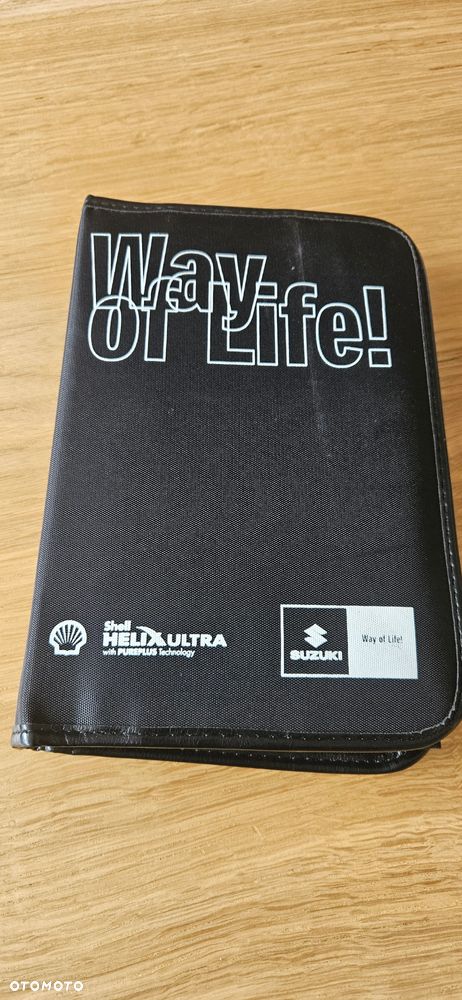 Way
of Life!
Shell
HELIX ULTRA
with PUREPLUS Technology
SUZUKI
Way of Life!
OTOMOTO